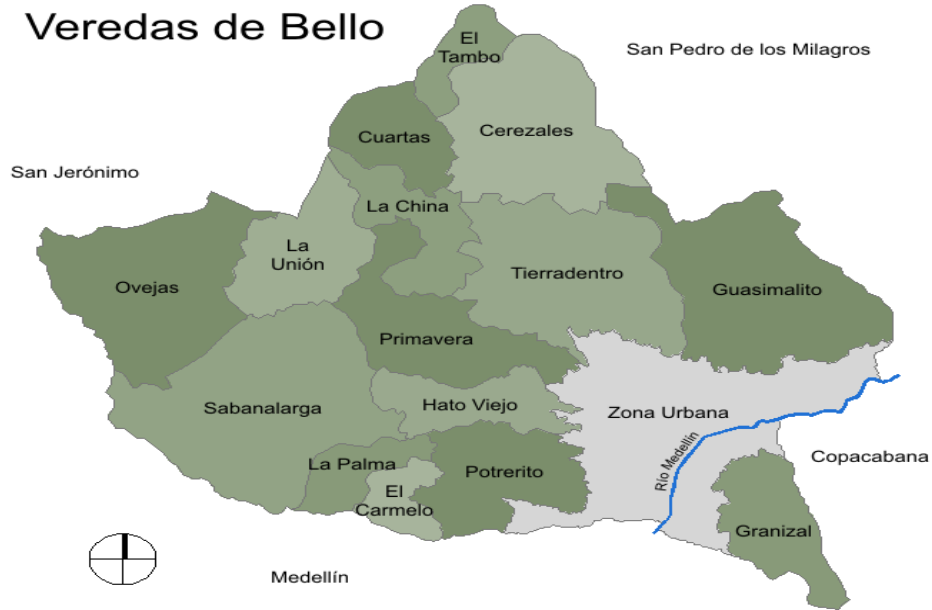 Veredas de Bello
El
Tambo
San Pedro de los Milagros
Cuartas
Cerezales
San Jerónimo
La China
La
Unión
Tierradentro
Ovejas
Guasimalito
Primavera
Sabanalarga
Hato Viejo
Zona Urbana
Río Medellín
Copacabana
La Palma
Potrerito
El
Carmelo
Granizal
Medellín